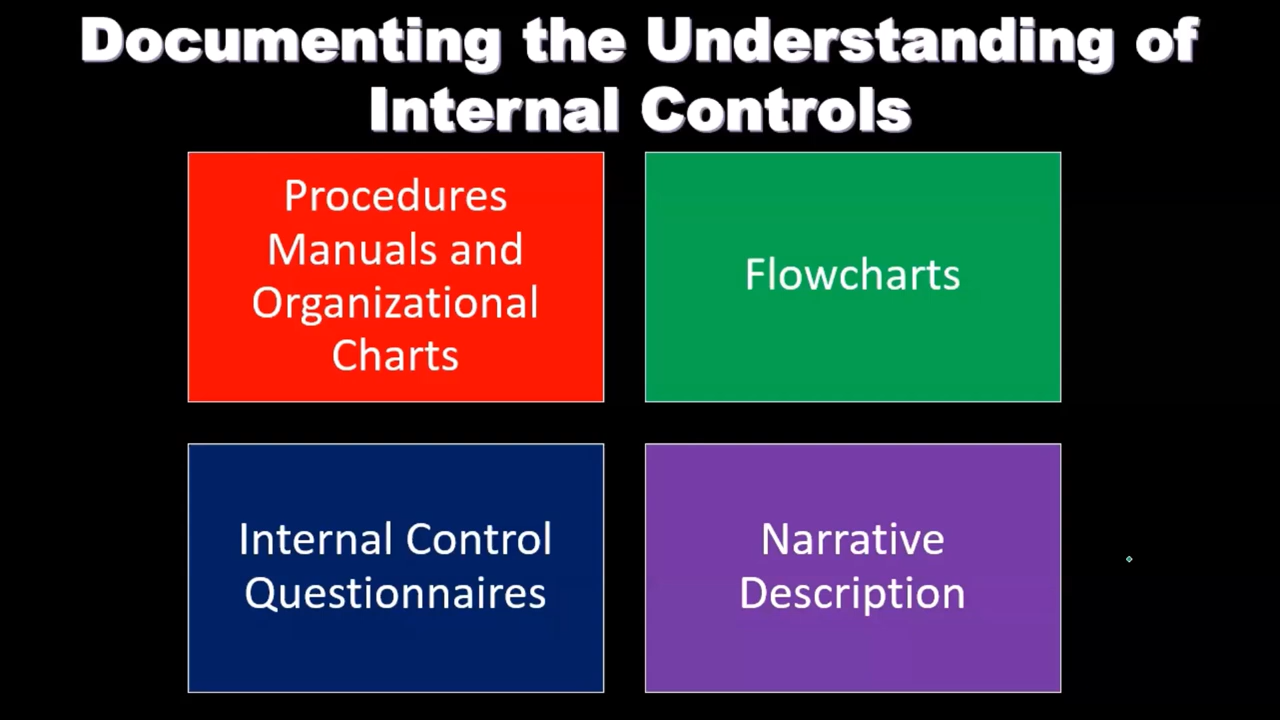 Documenting the Understanding of
Internal Controls
Procedures
Manuals and
Organizational
Charts
Flowcharts
Internal Control
Questionnaires
Narrative
Description